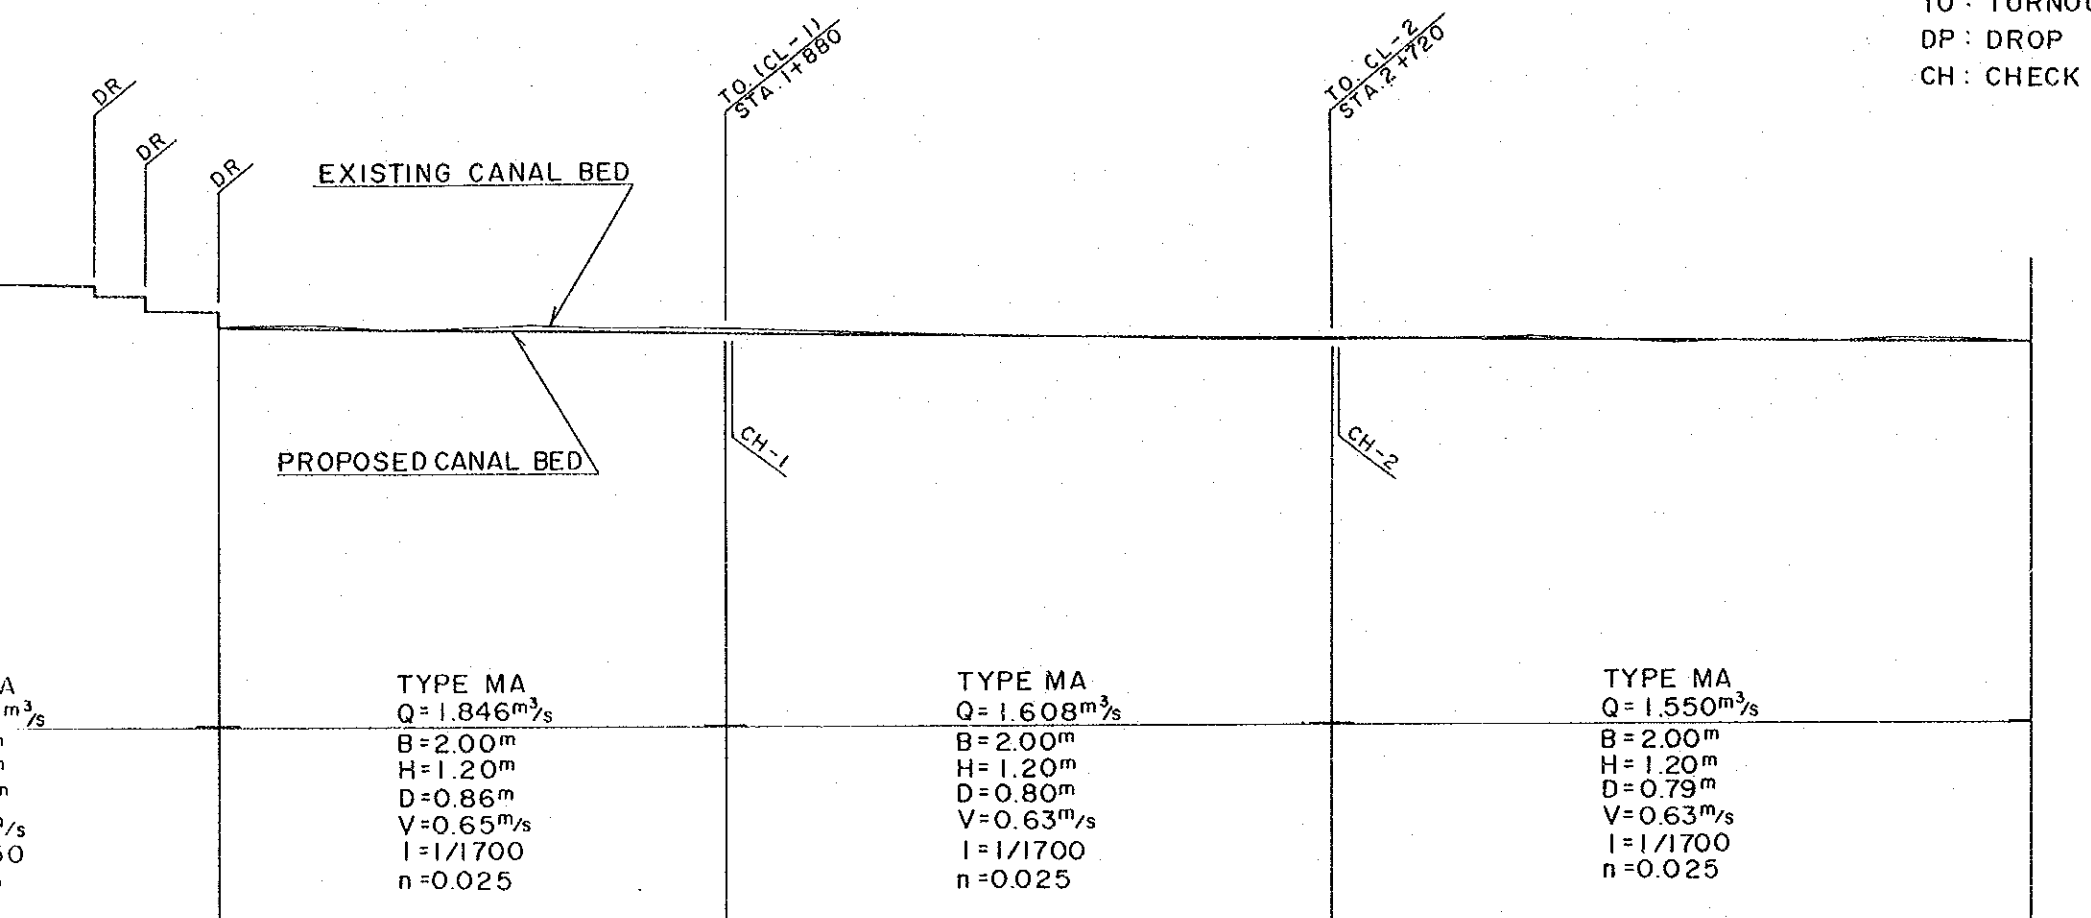 DP : DROP
CH : CHECK
TO. (CL-1)
STA. 1+880
TO. CL-2
STA. 2+720
DR
DR
DR
EXISTING CANAL BED
PROPOSED CANAL BED
CH-1
CH-2
A
m³/s
TYPE MA
Q=1.846m³/s
B=2.00m
H=1.20m
D=0.86m
V=0.65m/s
I=1/1700
n=0.025
TYPE MA
Q=1.608m³/s
B=2.00m
H=1.20m
D=0.80m
V=0.63m/s
I=1/1700
n=0.025
TYPE MA
Q=1.550m³/s
B=2.00m
H=1.20m
D=0.79m
V=0.63m/s
I=1/1700
n=0.025